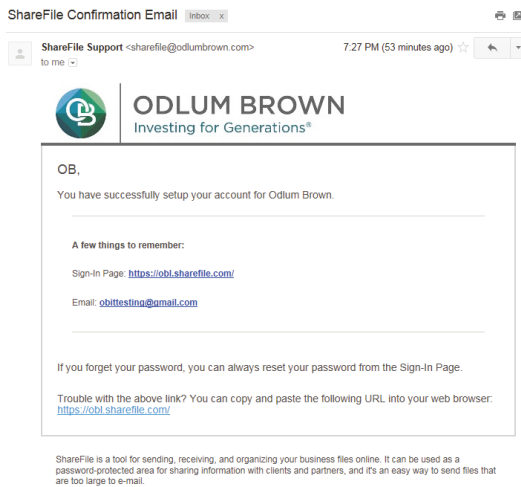 ShareFile Confirmation Email Inbox x
ShareFile Support <sharefile@odlumbrown.com> 7:27 PM (53 minutes ago)
to me
OB
ODLUM BROWN
Investing for Generations®
OB,
You have successfully setup your account for Odlum Brown.
A few things to remember:
Sign-In Page: https://obl.sharefile.com/
Email: obittesting@gmail.com
If you forget your password, you can always reset your password from the Sign-In Page.
Trouble with the above link? You can copy and paste the following URL into your web browser:
https://obl.sharefile.com/
ShareFile is a tool for sending, receiving, and organizing your business files online. It can be used as a
password-protected area for sharing information with clients and partners, and it's an easy way to send files that
are too large to e-mail.